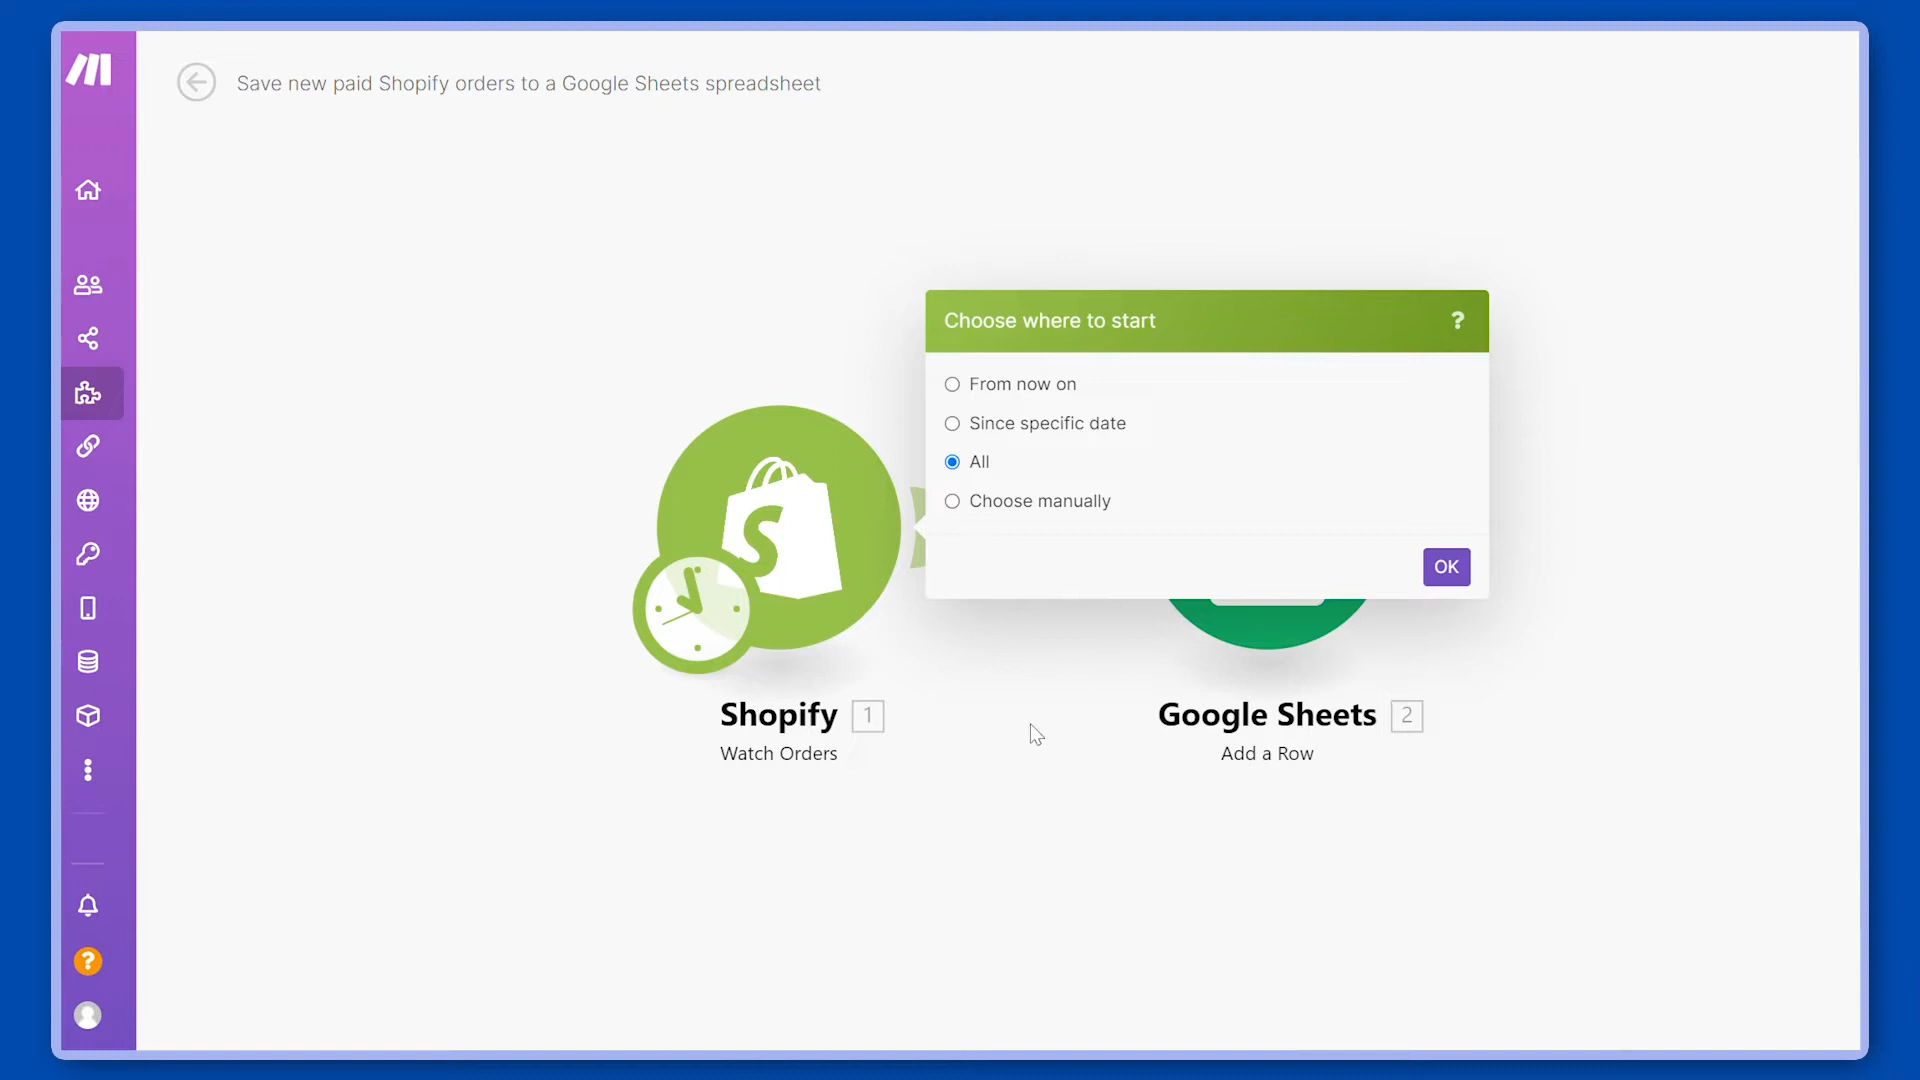 Save new paid Shopify orders to a Google Sheets spreadsheet
Choose where to start ?
From now on
Since specific date
All
Choose manually
OK
Shopify 1
Watch Orders
Google Sheets 2
Add a Row
?